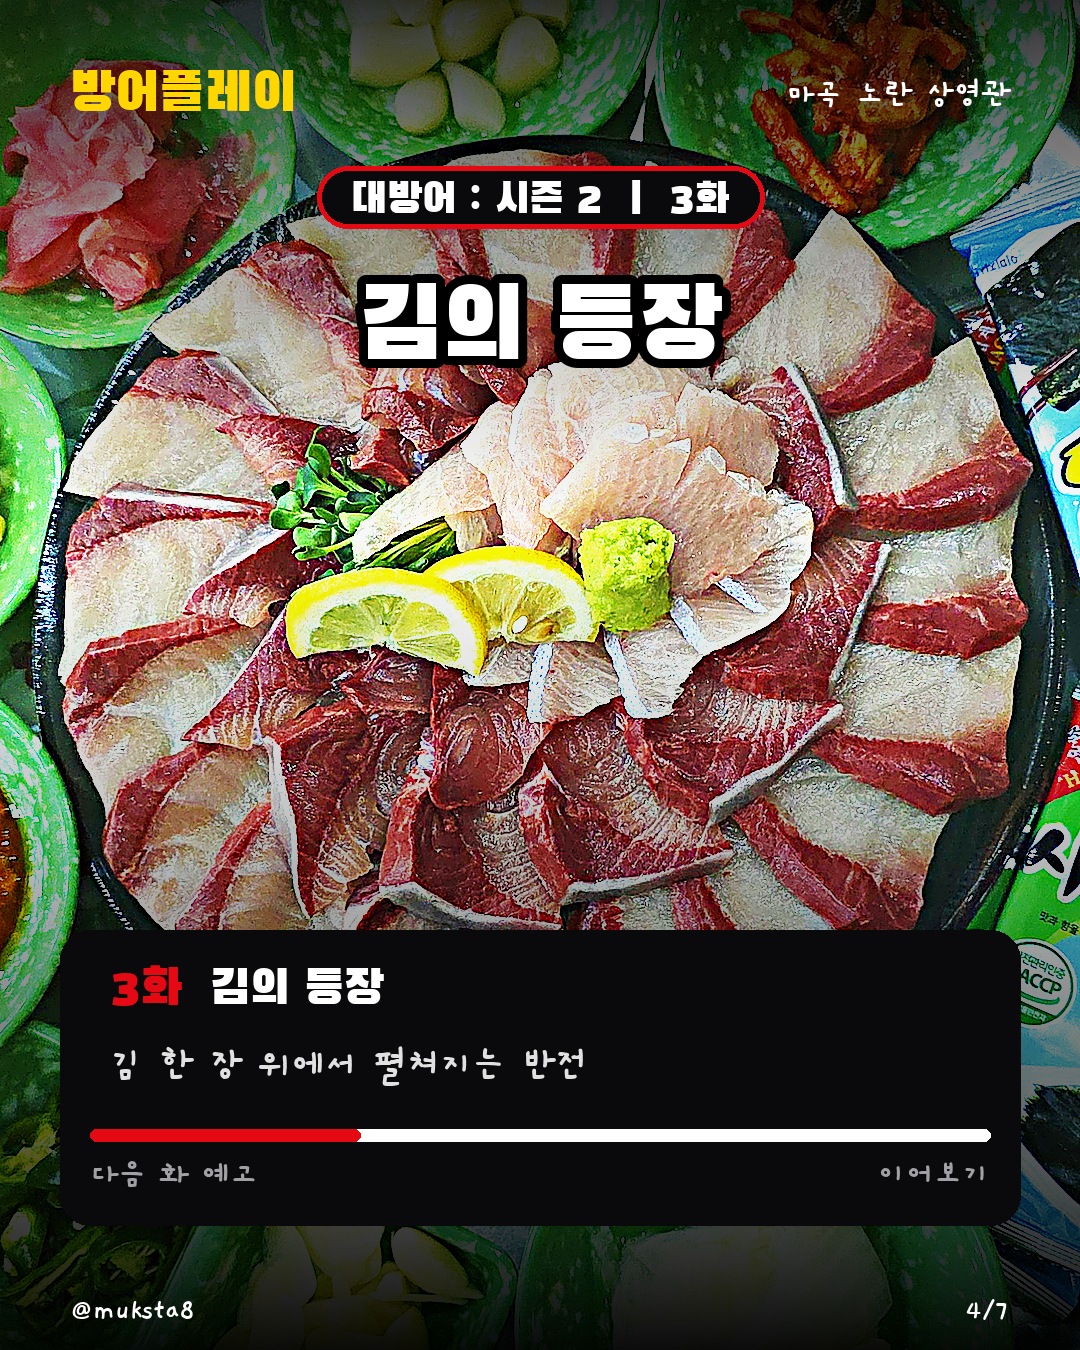 방어플레이
마곡 노란 상영관
대방어 : 시즌 2 | 3화
김의 등장
3화 김의 등장
김 한 장 위에서 펼쳐지는 반전
다음 화 예고
이어보기
@muksta8
4/7
ACCP